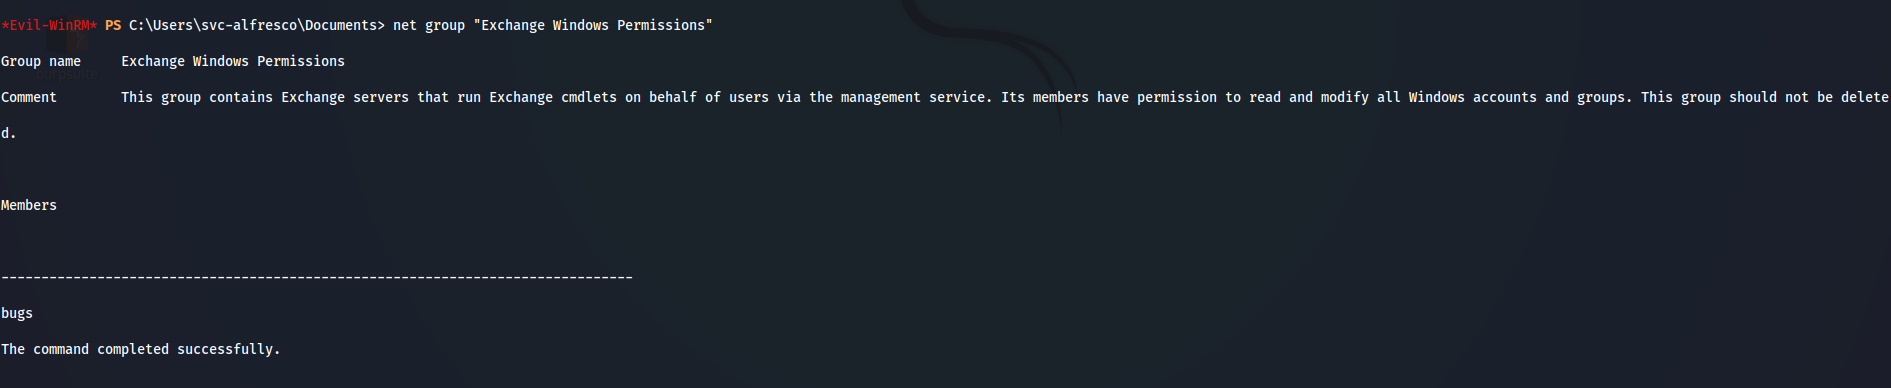 *Evil-WinRM* PS C:\Users\svc-alfresco\Documents> net group "Exchange Windows Permissions"
Group name     Exchange Windows Permissions
Comment        This group contains Exchange servers that run Exchange cmdlets on behalf of users via the management service. Its members have permission to read and modify all Windows accounts and groups. This group should not be delete
d.
Members
-------------------------------------------------------------------------------
bugs
The command completed successfully.